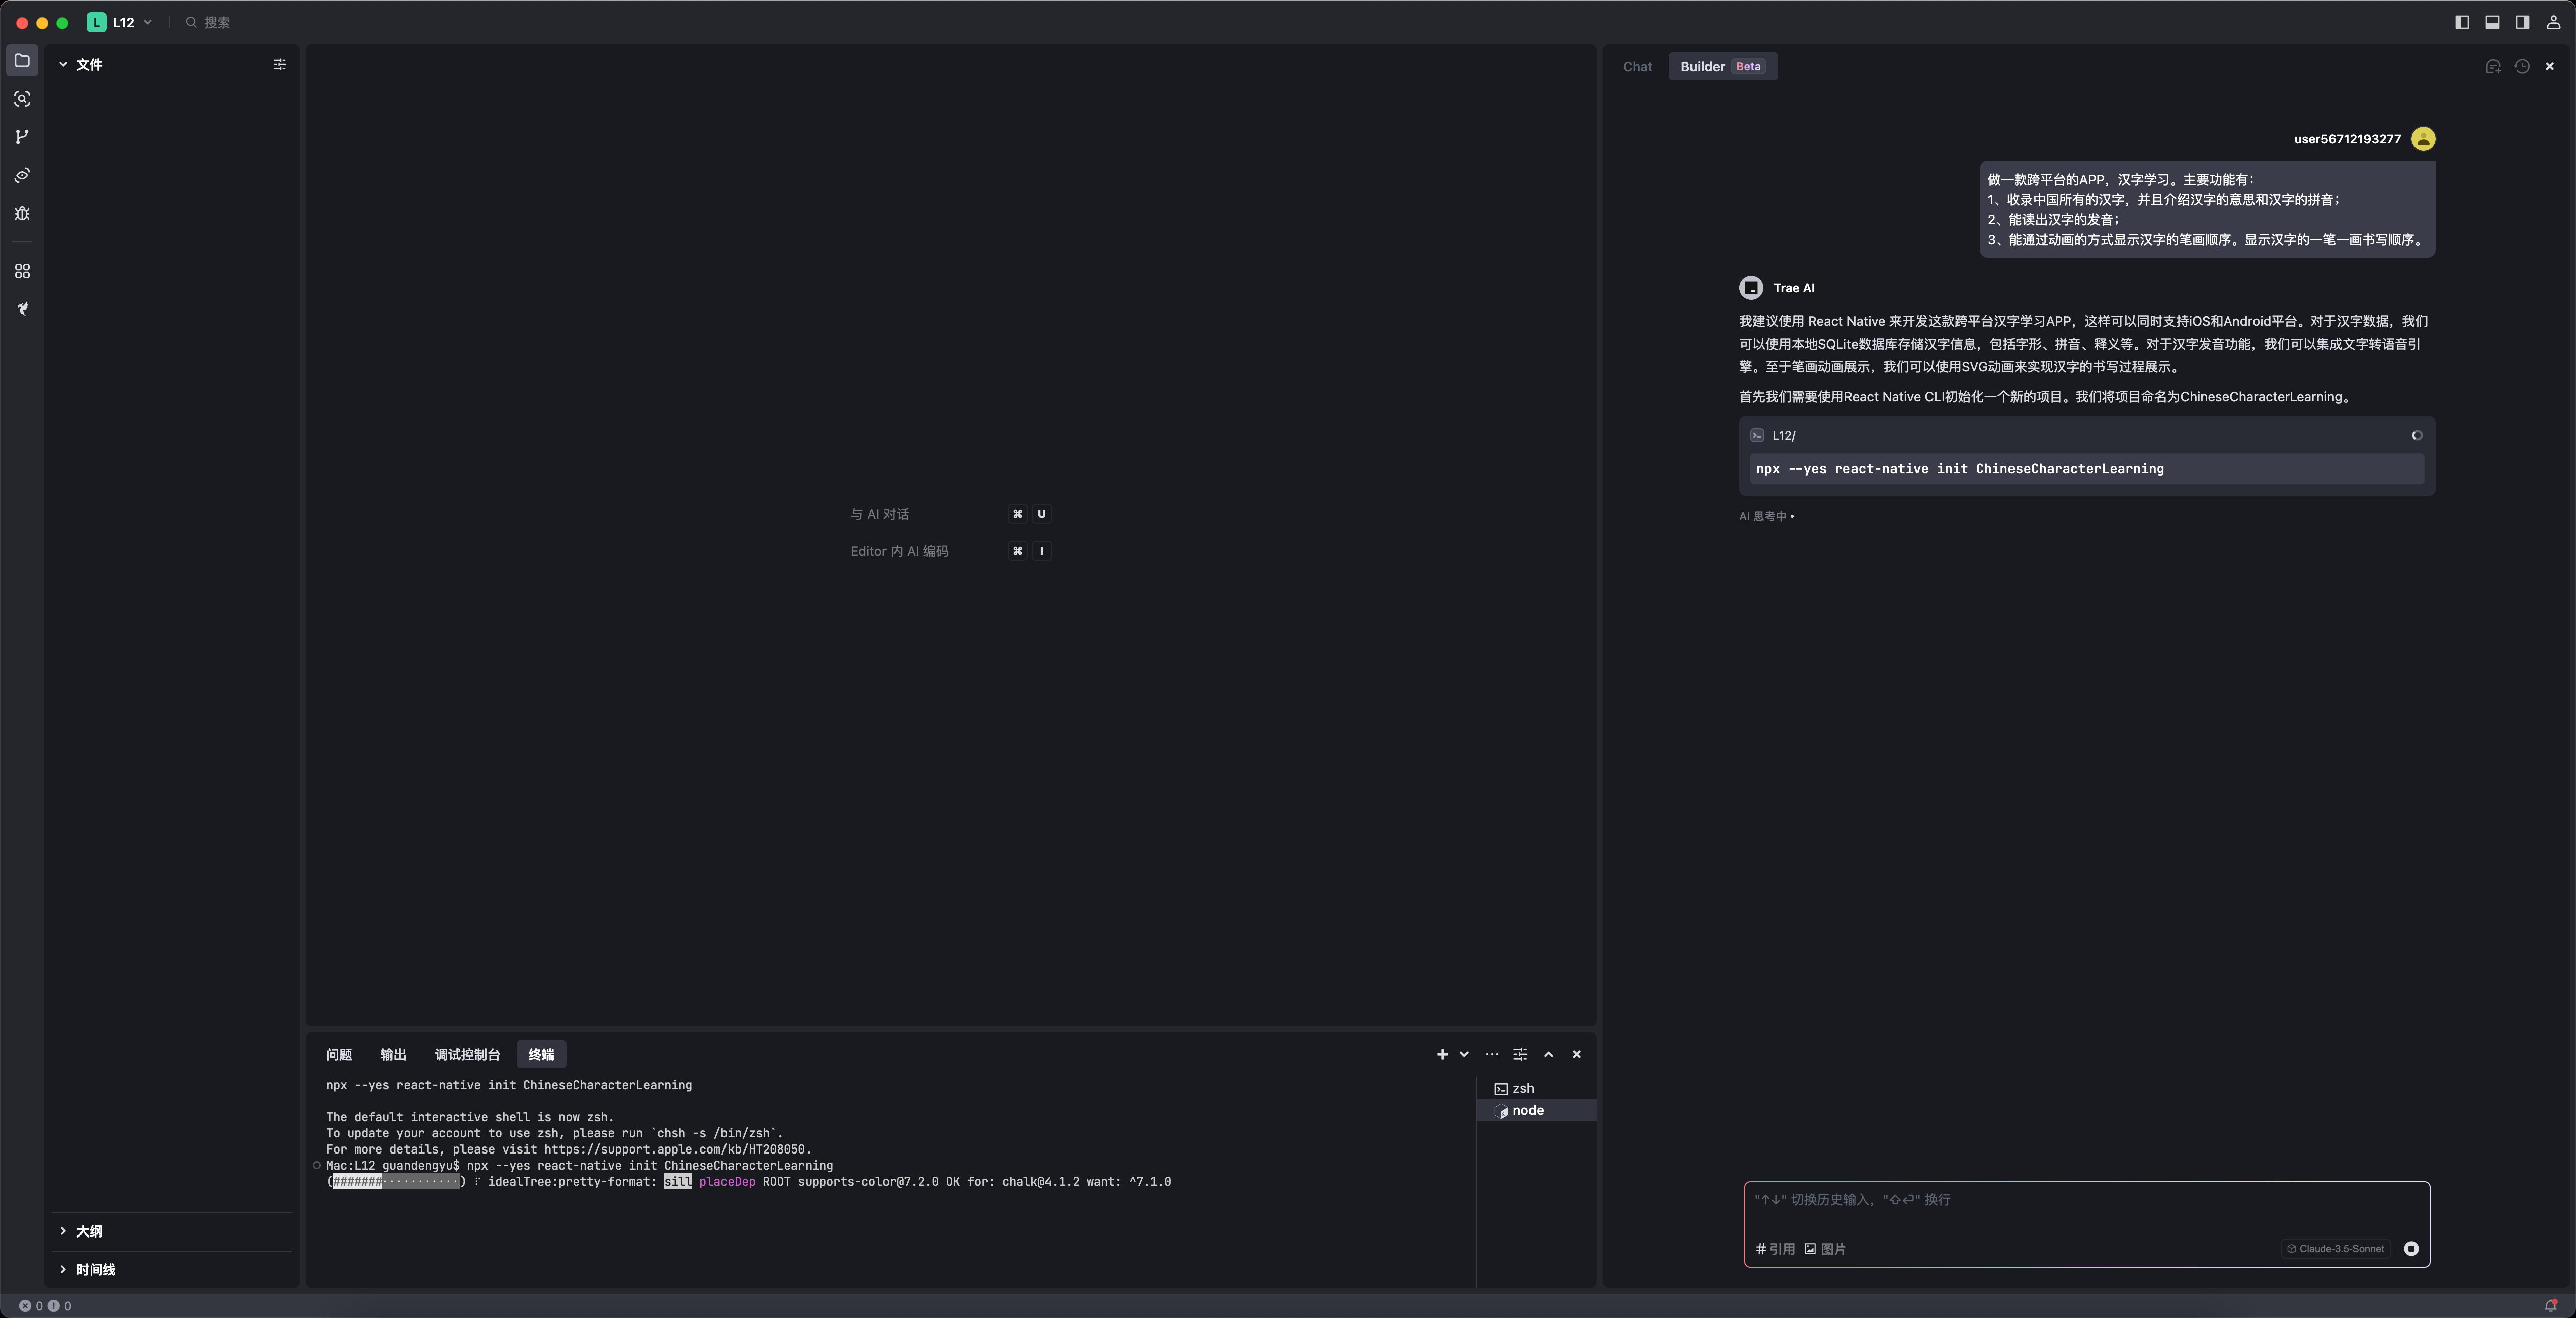 L L12
搜索
文件
Chat
Builder Beta
user56712193277
做一款跨平台的APP，汉字学习。主要功能有：
1、收录中国所有的汉字，并且介绍汉字的意思和汉字的拼音；
2、能读出汉字的发音；
3、能通过动画的方式显示汉字的笔画顺序。显示汉字的一笔一画书写顺序。
Trae AI
我建议使用 React Native 来开发这款跨平台汉字学习APP，这样可以同时支持iOS和Android平台。对于汉字数据，我们
可以使用本地SQLite数据库存储汉字信息，包括字形、拼音、释义等。对于汉字发音功能，我们可以集成文字转语音引
擎。至于笔画动画展示，我们可以使用SVG动画来实现汉字的书写过程展示。
首先我们需要使用React Native CLI初始化一个新的项目。我们将项目命名为ChineseCharacterLearning。
L12/
npx --yes react-native init ChineseCharacterLearning
AI 思考中 •
与 AI 对话 ⌘ U
Editor 内 AI 编码 ⌘ I
问题 输出 调试控制台 终端
npx --yes react-native init ChineseCharacterLearning
The default interactive shell is now zsh.
To update your account to use zsh, please run `chsh -s /bin/zsh`.
For more details, please visit https://support.apple.com/kb/HT208050.
Mac:L12 guandengyu$ npx --yes react-native init ChineseCharacterLearning
(#######···········) ⠏ idealTree:pretty-format: sill placeDep ROOT supports-color@7.2.0 OK for: chalk@4.1.2 want: ^7.1.0
zsh
node
大纲
时间线
"↑↓" 切换历史输入，"⇧⏎" 换行
#引用 图片
Claude-3.5-Sonnet
0 0